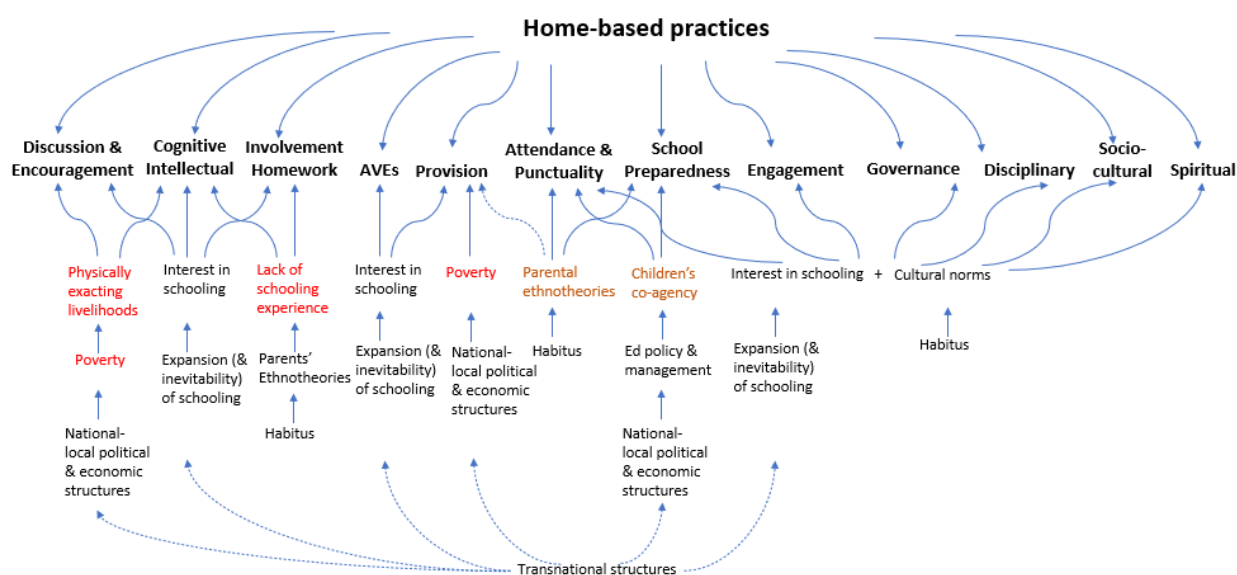 Home-based practices
Discussion &
Encouragement
Cognitive
Intellectual
Involvement
Homework
AVEs
Provision
Attendance &
Punctuality
School
Preparedness
Engagement
Governance
Disciplinary
Socio-
cultural
Spiritual
Physically
exacting
livelihoods
Interest in
schooling
Lack of
schooling
experience
Interest in
schooling
Poverty
Parental
ethnotheories
Children’s
co-agency
Interest in schooling + Cultural norms
Poverty
Expansion (&
inevitability)
of schooling
Parents’
Ethnotheories
Expansion (&
inevitability)
of schooling
National-
local political
& economic
structures
Habitus
Ed policy &
management
Expansion (&
inevitability)
of schooling
Habitus
National-
local political
& economic
structures
Habitus
National-
local political
& economic
structures
Transnational structures